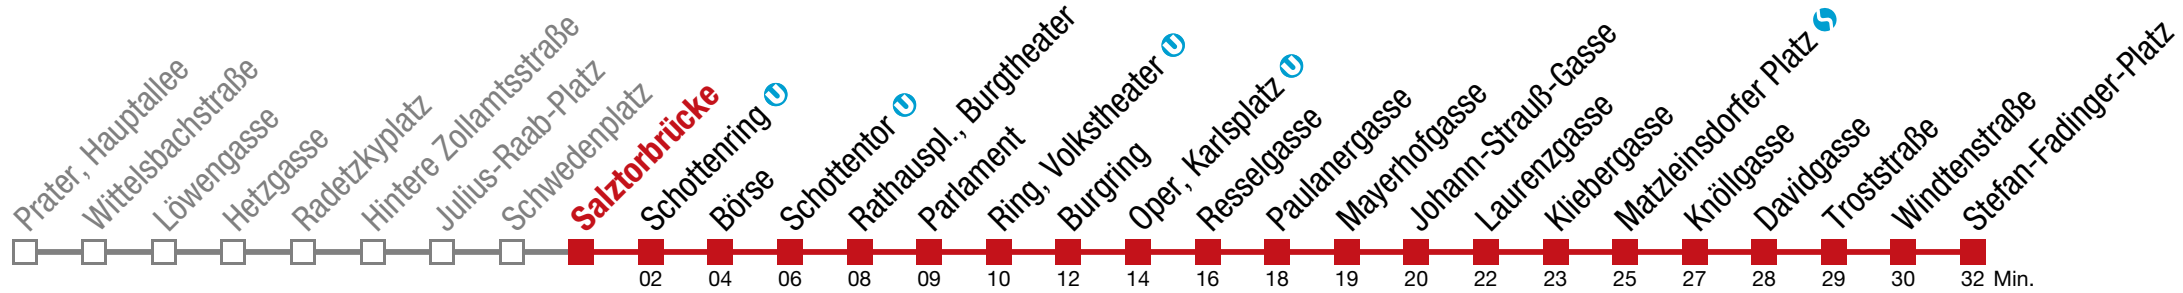 Prater, Hauptallee
Wittelsbachstraße
Löwengasse
Hetzgasse
Radetzkyplatz
Hintere Zollamtsstraße
Julius-Raab-Platz
Schwedenplatz
Salztorbrücke
Schottenring
Börse
Schottentor
Rathauspl., Burgtheater
Parlament
Ring, Volkstheater
Burgring
Oper, Karlsplatz
Resselgasse
Paulanergasse
Mayerhofgasse
Johann-Strauß-Gasse
Laurenzgasse
Kliebergasse
Matzleinsdorfer Platz
Knöllgasse
Davidgasse
Troststraße
Windtenstraße
Stefan-Fadinger-Platz
02 04 06 08 09 10 12 14 16 18 19 20 22 23 25 27 28 29 30 32 Min.